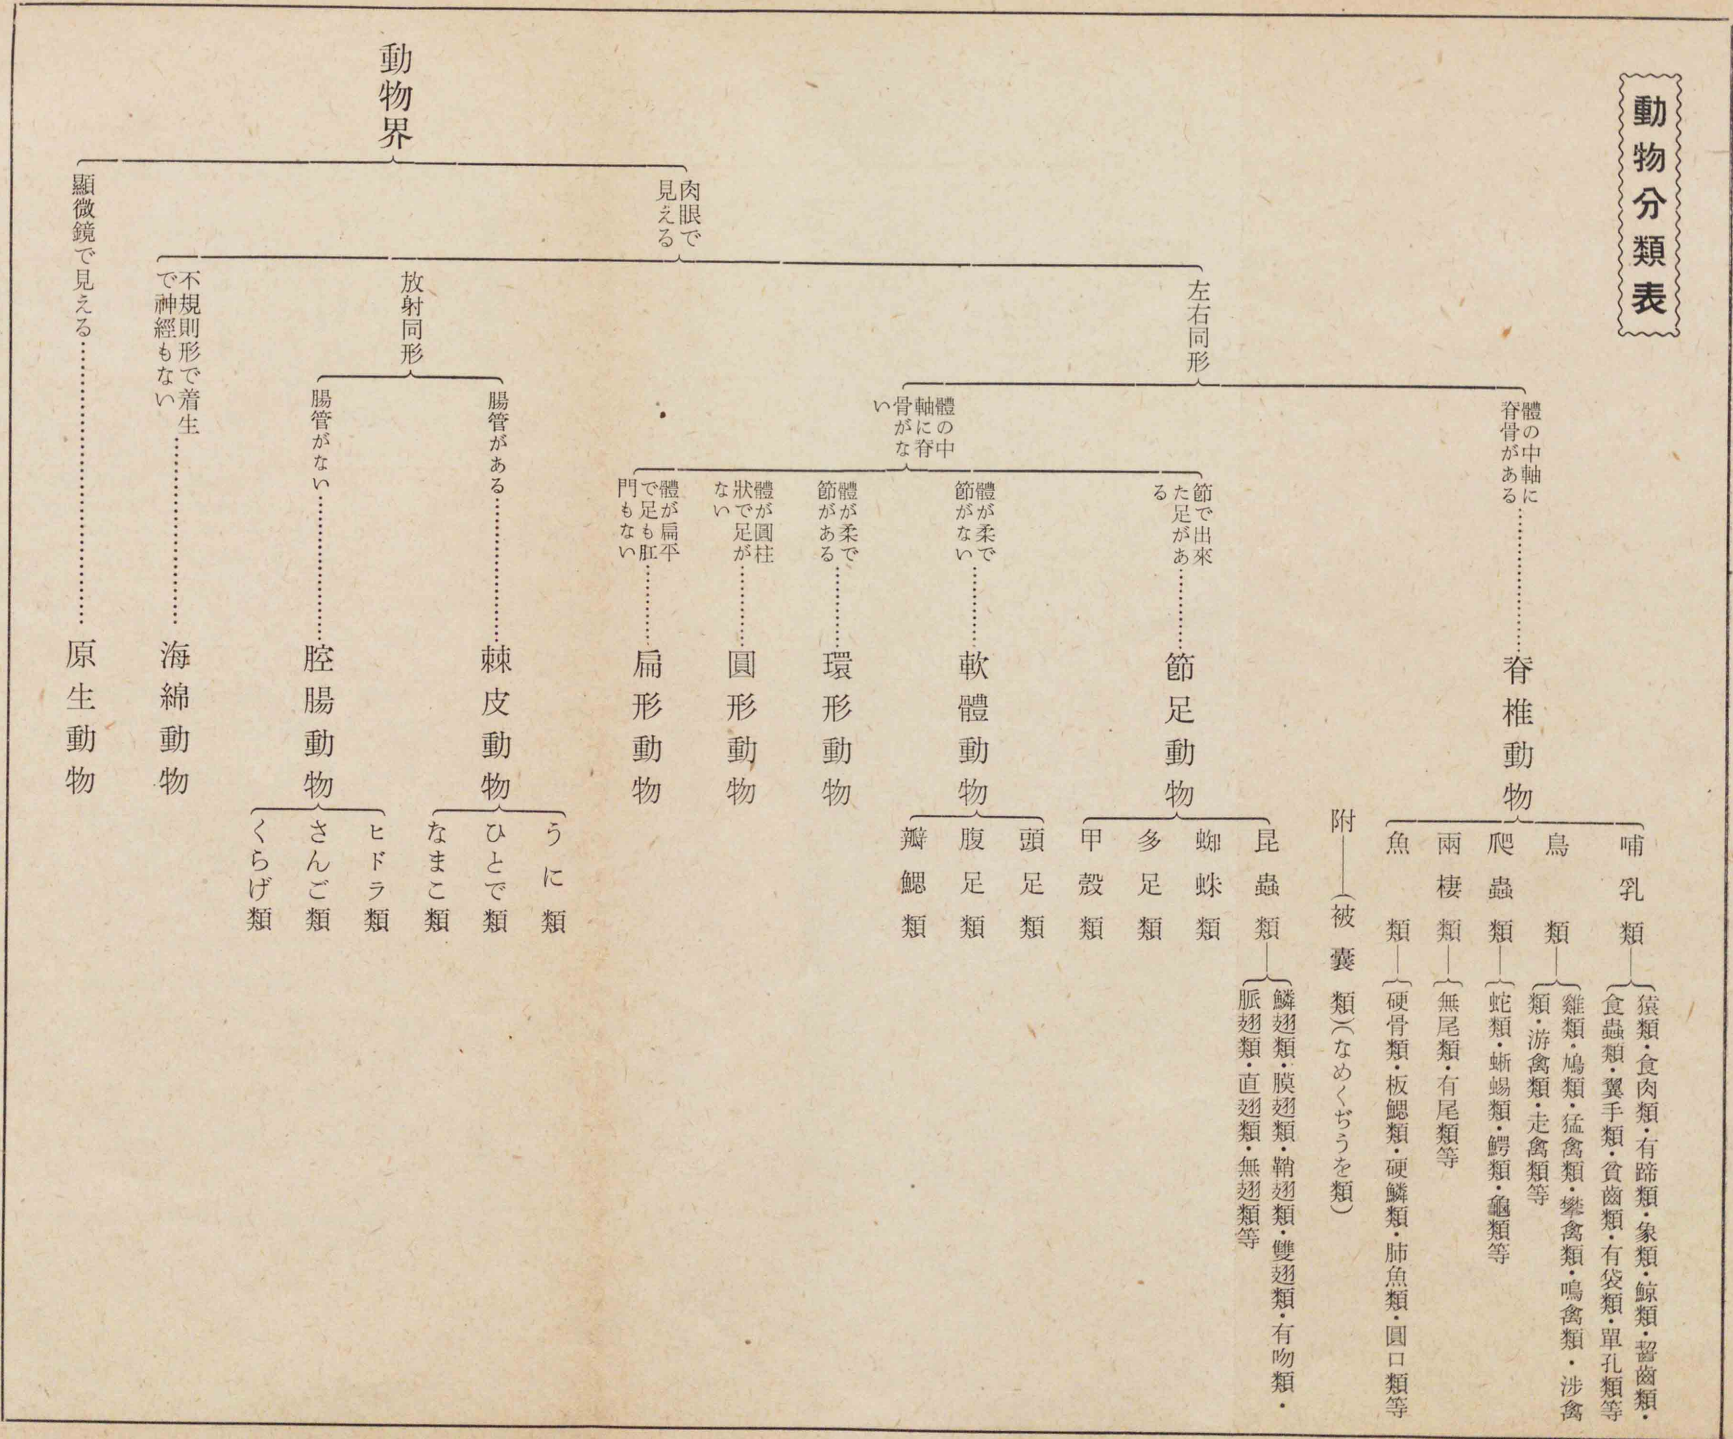 動物分類表
動物界
肉眼で
見える
顯微鏡で見える
左右同形
放射同形
不規則形で着生
で神經もない
體の中軸に
脊骨がある
體の中
軸に脊
骨がな
い
腸管がある
腸管がない
節で出來
た足があ
る
體が柔で
節がない
體が柔で
節がある
體が圓柱
狀で足が
ない
體が扁平
で足も肛
門もない
脊椎動物
節足動物
軟體動物
環形動物
圓形動物
扁形動物
棘皮動物
腔腸動物
海綿動物
原生動物
哺乳類
鳥類
爬蟲類
兩棲類
魚類
附(被囊類)(なめくぢうを類)
昆蟲類
蜘蛛類
多足類
甲殼類
頭足類
腹足類
瓣鰓類
うに類
ひとで類
なまこ類
ヒドラ類
さんご類
くらげ類
猿類・食肉類・有蹄類・象類・鯨類・齧齒類・
食蟲類・翼手類・貧齒類・有袋類・單孔類等
雞類・鳩類・猛禽類・攀禽類・鳴禽類・涉禽
類・游禽類・走禽類等
蛇類・蜥蜴類・鰐類・龜類等
無尾類・有尾類等
硬骨類・板鰓類・硬鱗類・肺魚類・圓口類等
鱗翅類・膜翅類・鞘翅類・雙翅類・有吻類・
脈翅類・直翅類・無翅類等